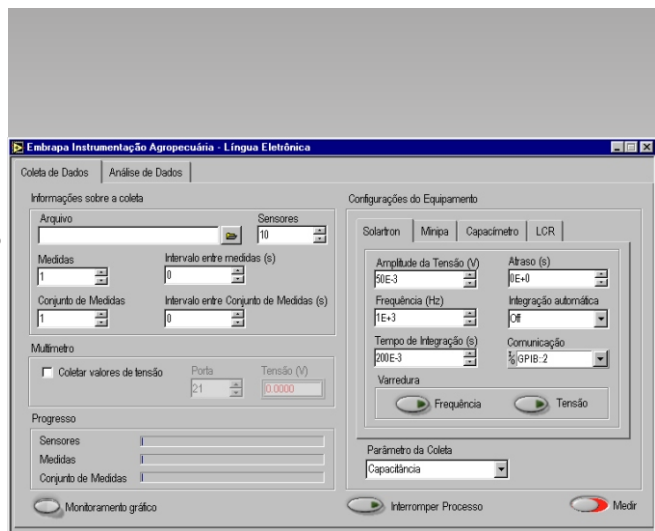 Embrapa Instrumentação Agropecuária - Língua Eletrônica
Coleta de Dados Análise de Dados
Informações sobre a coleta
Arquivo Sensores
10
Medidas Intervalo entre medidas (s)
1 0
Conjunto de Medidas Intervalo entre Conjunto de Medidas (s)
1 0
Multímetro
Coletar valores de tensão Porta Tensão (V)
21 0.0000
Progresso
Sensores
Medidas
Conjunto de Medidas
Monitoramento gráfico
Configurações do Equipamento
Solartron Minipa Capacímetro LCR
Amplitude da Tensão (V) Atraso (s)
50E-3 0E+0
Frequência (Hz) Integração automática
1E+3 Off
Tempo de Integração (s) Comunicação
200E-3 GPIB::2
Varredura
Frequência Tensão
Parâmetro da Coleta
Capacitância
Interromper Processo Medir